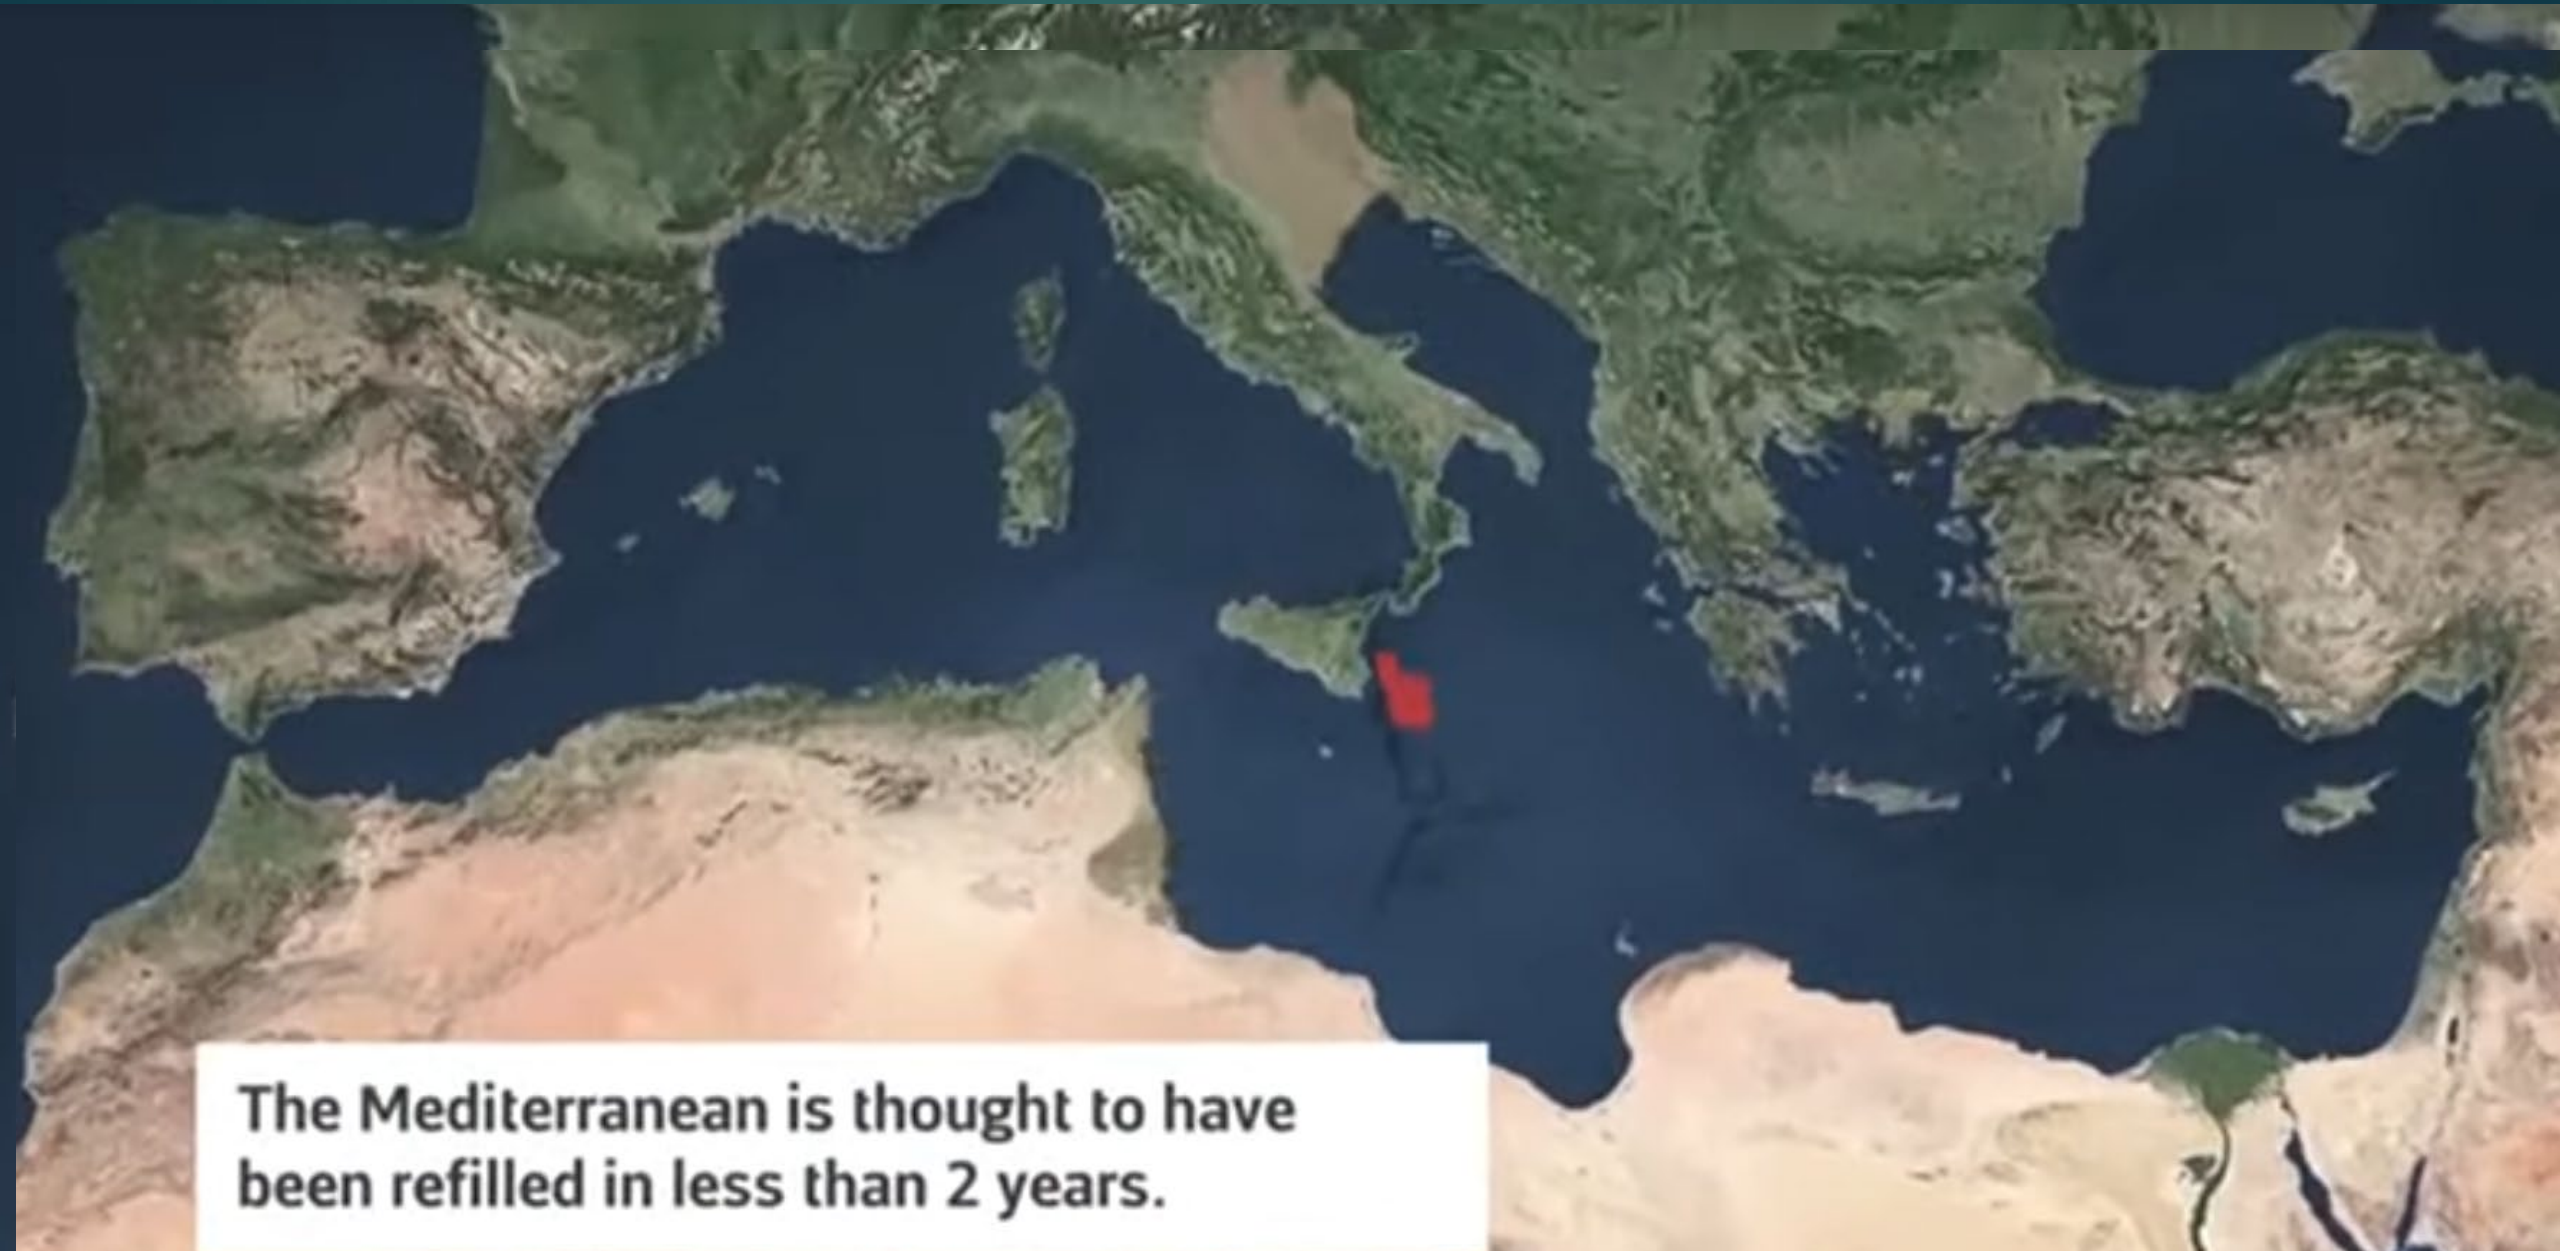 The Mediterranean is thought to have
been refilled in less than 2 years.